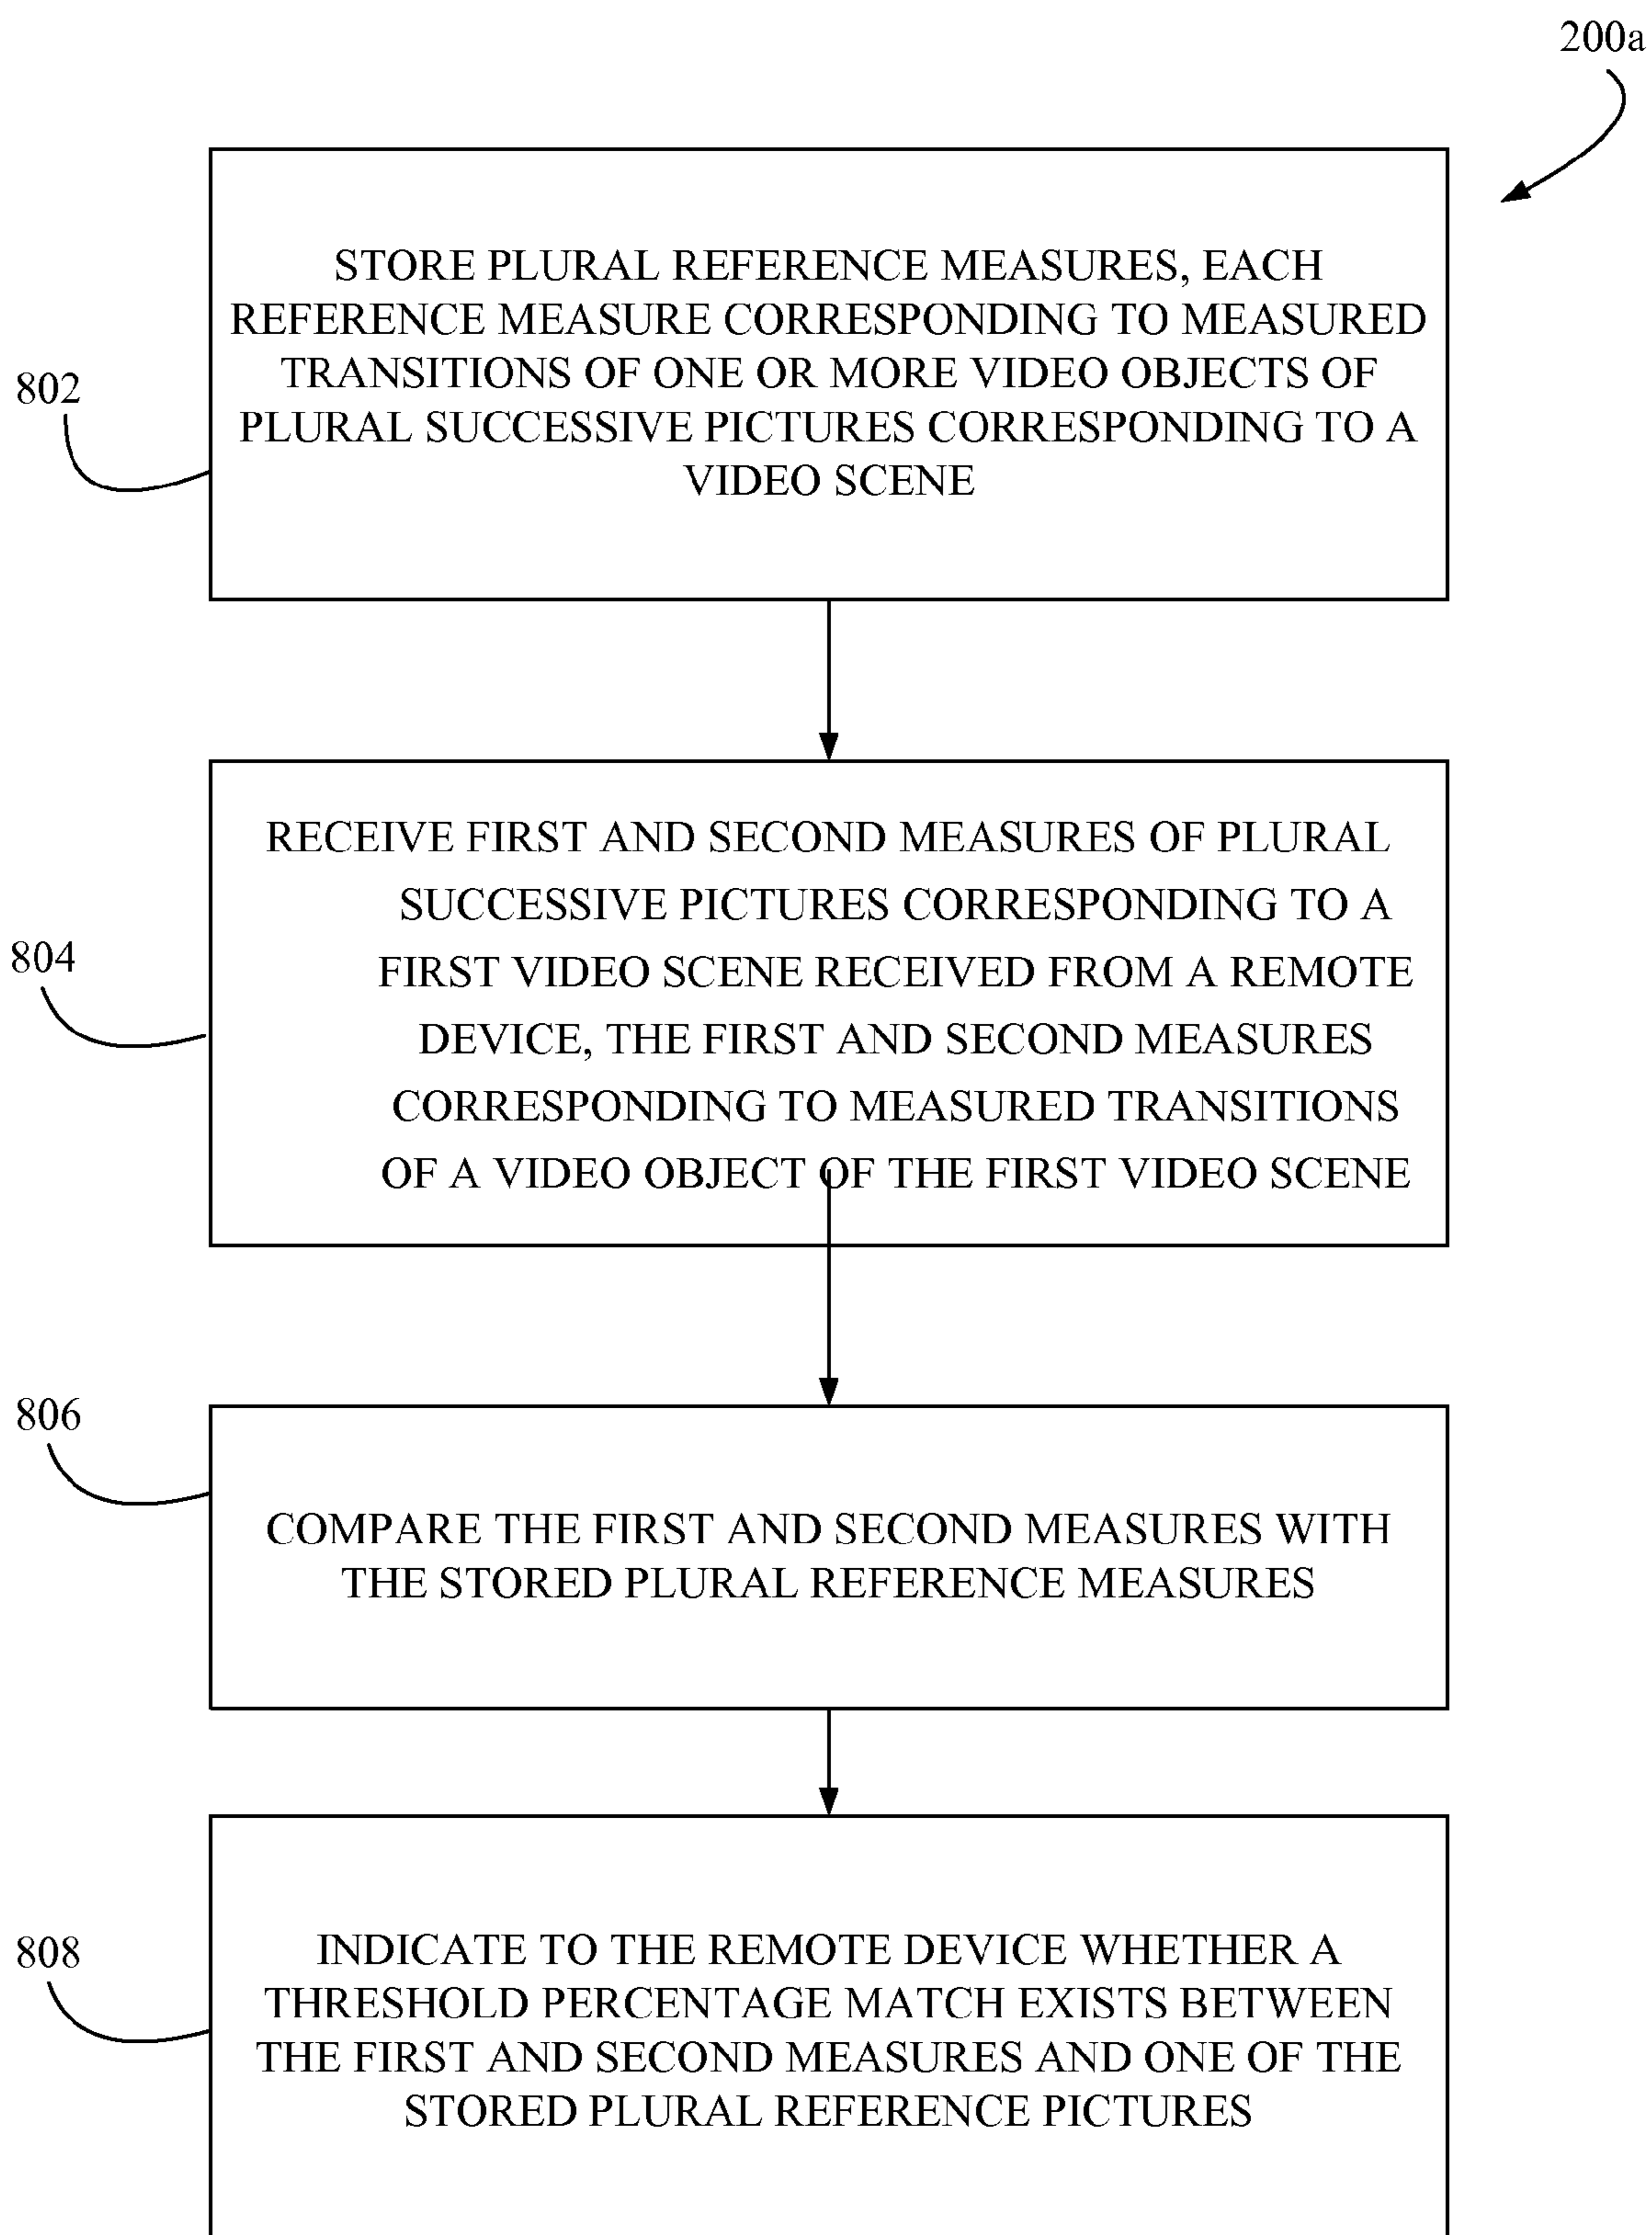 200a
STORE PLURAL REFERENCE MEASURES, EACH
REFERENCE MEASURE CORRESPONDING TO MEASURED
TRANSITIONS OF ONE OR MORE VIDEO OBJECTS OF
PLURAL SUCCESSIVE PICTURES CORRESPONDING TO A
VIDEO SCENE
802
RECEIVE FIRST AND SECOND MEASURES OF PLURAL
SUCCESSIVE PICTURES CORRESPONDING TO A
FIRST VIDEO SCENE RECEIVED FROM A REMOTE
DEVICE, THE FIRST AND SECOND MEASURES
CORRESPONDING TO MEASURED TRANSITIONS
OF A VIDEO OBJECT OF THE FIRST VIDEO SCENE
804
806
COMPARE THE FIRST AND SECOND MEASURES WITH
THE STORED PLURAL REFERENCE MEASURES
808
INDICATE TO THE REMOTE DEVICE WHETHER A
THRESHOLD PERCENTAGE MATCH EXISTS BETWEEN
THE FIRST AND SECOND MEASURES AND ONE OF THE
STORED PLURAL REFERENCE PICTURES